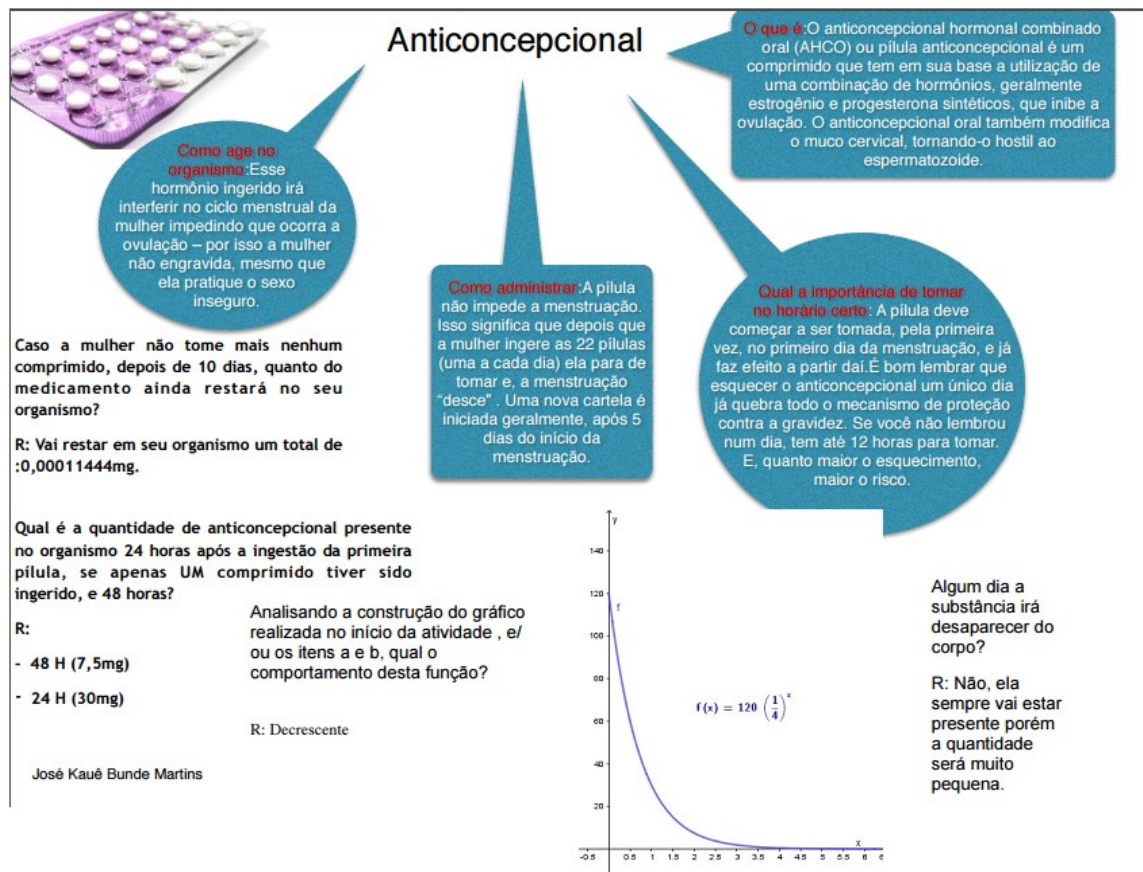 Anticoncepcional
O que é:O anticoncepcional hormonal combinado
oral (AHCO) ou pílula anticoncepcional é um
comprimido que tem em sua base a utilização de
uma combinação de hormônios, geralmente
estrogênio e progesterona sintéticos, que inibe a
ovulação. O anticoncepcional oral também modifica
o muco cervical, tornando-o hostil ao
espermatozoide.
Como age no
organismo:Esse
hormônio ingerido irá
interferir no ciclo menstrual da
mulher impedindo que ocorra a
ovulação – por isso a mulher
não engravida, mesmo que
ela pratique o sexo
inseguro.
Como administrar:A pílula
não impede a menstruação.
Isso significa que depois que
a mulher ingere as 22 pílulas
(uma a cada dia) ela para de
tomar e, a menstruação
“desce” . Uma nova cartela é
iniciada geralmente, após 5
dias do início da
menstruação.
Qual a importância de tomar
no horário certo: A pílula deve
começar a ser tomada, pela primeira
vez, no primeiro dia da menstruação, e já
faz efeito a partir daí.É bom lembrar que
esquecer o anticoncepcional um único dia
já quebra todo o mecanismo de proteção
contra a gravidez. Se você não lembrou
num dia, tem até 12 horas para tomar.
E, quanto maior o esquecimento,
maior o risco.
Caso a mulher não tome mais nenhum
comprimido, depois de 10 dias, quanto do
medicamento ainda restará no seu
organismo?
R: Vai restar em seu organismo um total de
:0,00011444mg.
Qual é a quantidade de anticoncepcional presente
no organismo 24 horas após a ingestão da primeira
pílula, se apenas UM comprimido tiver sido
ingerido, e 48 horas?
R:
- 48 H (7,5mg)
- 24 H (30mg)
Analisando a construção do gráfico
realizada no início da atividade , e/
ou os itens a e b, qual o
comportamento desta função?
R: Decrescente
José Kauê Bunde Martins
y
140
120
f
100
80
60
40
20
f(x) = 120 (1/4)^x
x
-0.5 0.5 1 1.5 2 2.5 3 3.5 4 4.5 5 5.5 6 6
Algum dia a
substância irá
desaparecer do
corpo?
R: Não, ela
sempre vai estar
presente porém
a quantidade
será muito
pequena.